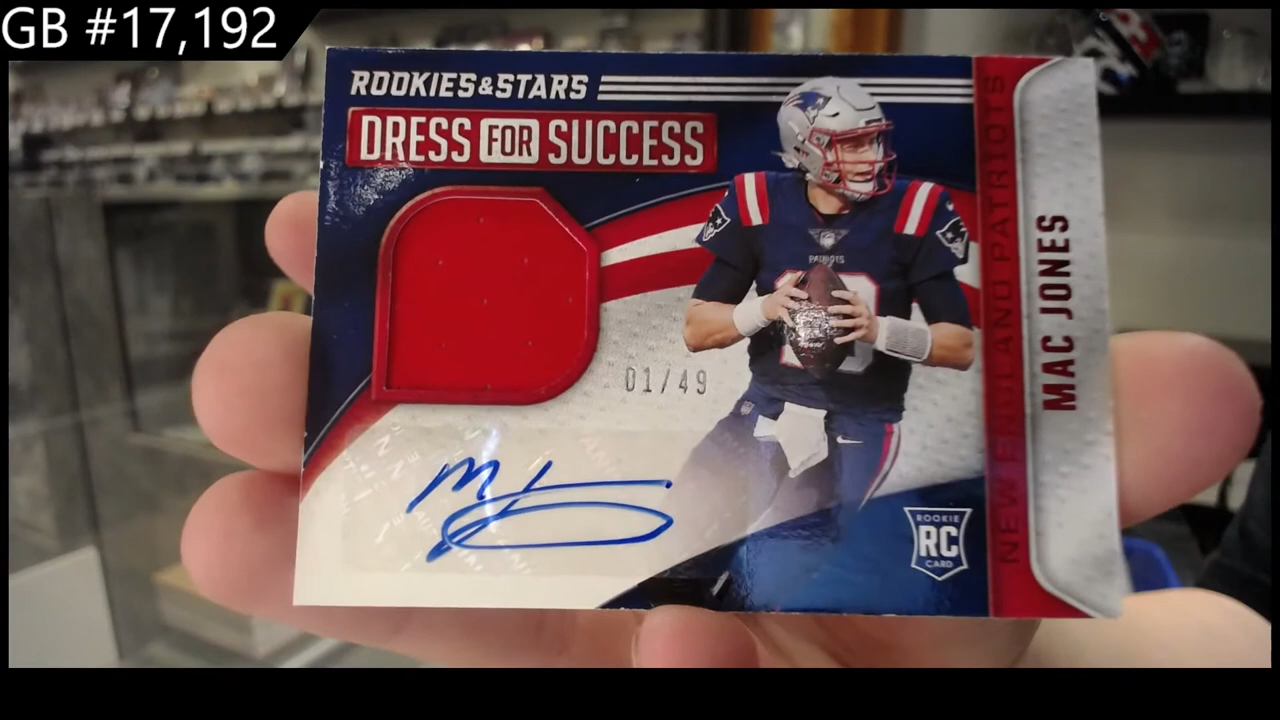 GB #17,192
ROOKIES&STARS
DRESS FOR SUCCESS
PATRIOTS
01/49
ROOKIE
RC
CARD
NEW ENGLAND PATRIOTS
MAC JONES